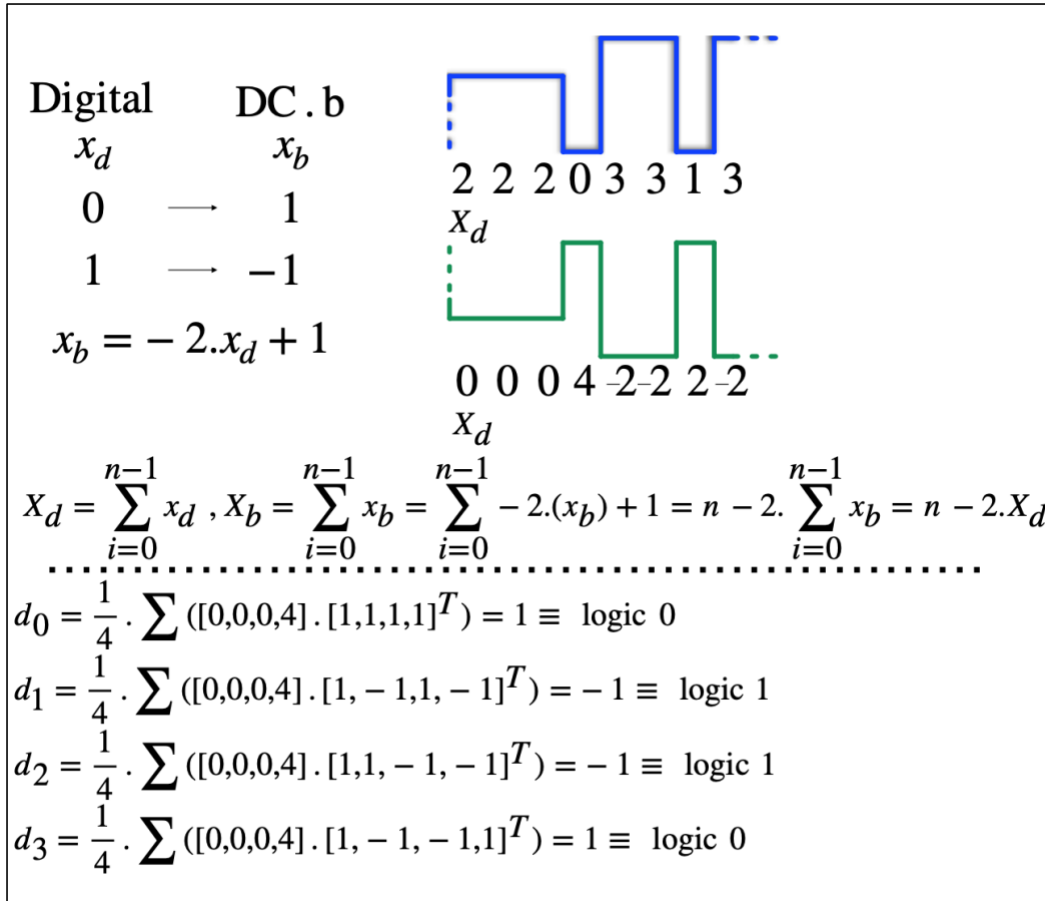 Digital DC.b
x_d x_b
0 → 1
1 → −1
x_b = − 2.x_d + 1
2 2 2 0 3 3 1 3
X_d
0 0 0 4 -2-2 2 -2
X_d
X_d = ∑_{i=0}^{n−1} x_d , X_b = ∑_{i=0}^{n−1} x_b = ∑_{i=0}^{n−1} − 2.(x_b) + 1 = n − 2. ∑_{i=0}^{n−1} x_b = n − 2.X_d
d_0 = 1/4 . ∑ ([0,0,0,4] . [1,1,1,1]^T) = 1 ≡ logic 0
d_1 = 1/4 . ∑ ([0,0,0,4] . [1, − 1,1, − 1]^T) = − 1 ≡ logic 1
d_2 = 1/4 . ∑ ([0,0,0,4] . [1,1, − 1, − 1]^T) = − 1 ≡ logic 1
d_3 = 1/4 . ∑ ([0,0,0,4] . [1, − 1, − 1,1]^T) = 1 ≡ logic 0